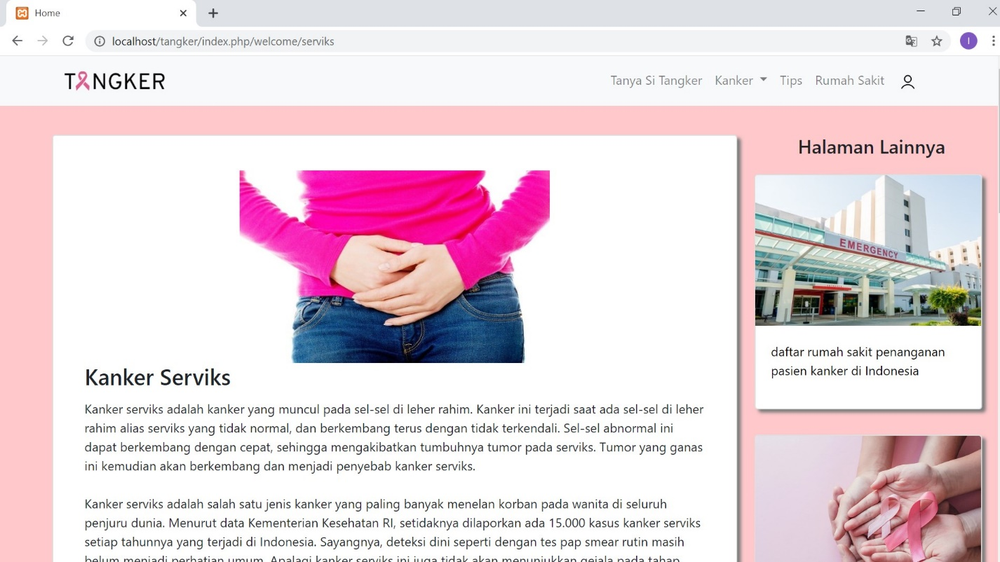 Home
localhost/tangker/index.php/welcome/serviks
I
TANGKER
Tanya Si Tangker
Kanker
Tips
Rumah Sakit
Kanker Serviks
Kanker serviks adalah kanker yang muncul pada sel-sel di leher rahim. Kanker ini terjadi saat ada sel-sel di leher
rahim alias serviks yang tidak normal, dan berkembang terus dengan tidak terkendali. Sel-sel abnormal ini
dapat berkembang dengan cepat, sehingga mengakibatkan tumbuhnya tumor pada serviks. Tumor yang ganas
ini kemudian akan berkembang dan menjadi penyebab kanker serviks.
Kanker serviks adalah salah satu jenis kanker yang paling banyak menelan korban pada wanita di seluruh
penjuru dunia. Menurut data Kementerian Kesehatan RI, setidaknya dilaporkan ada 15.000 kasus kanker serviks
setiap tahunnya yang terjadi di Indonesia. Sayangnya, deteksi dini seperti dengan tes pap smear rutin masih
belum menjadi perhatian umum. Apalagi kanker serviks ini juga tidak akan menunjukkan gejala pada tahap
Halaman Lainnya
EMERGENCY
daftar rumah sakit penanganan
pasien kanker di Indonesia